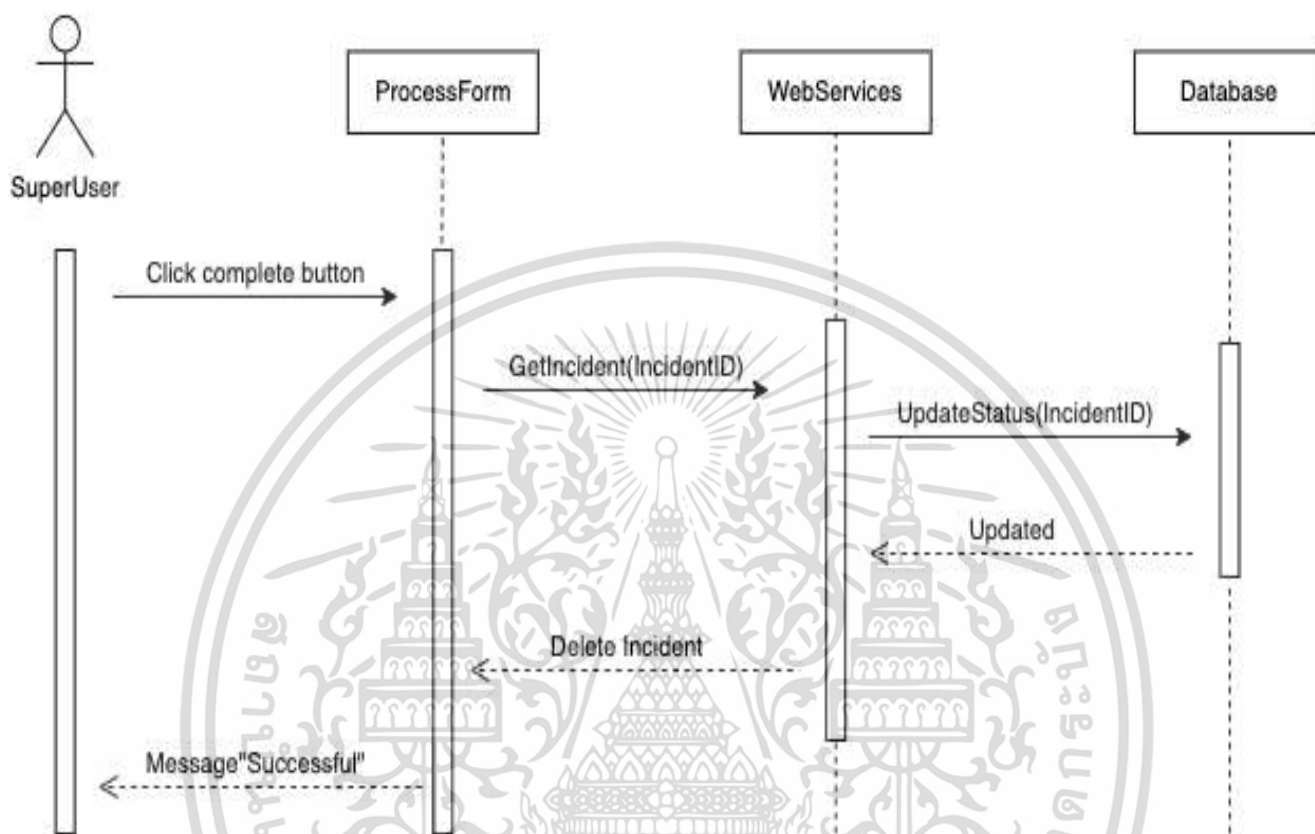 ProcessForm
WebServices
Database
SuperUser
Click complete button
GetIncident(IncidentID)
UpdateStatus(IncidentID)
Updated
Delete Incident
Message"Successful"